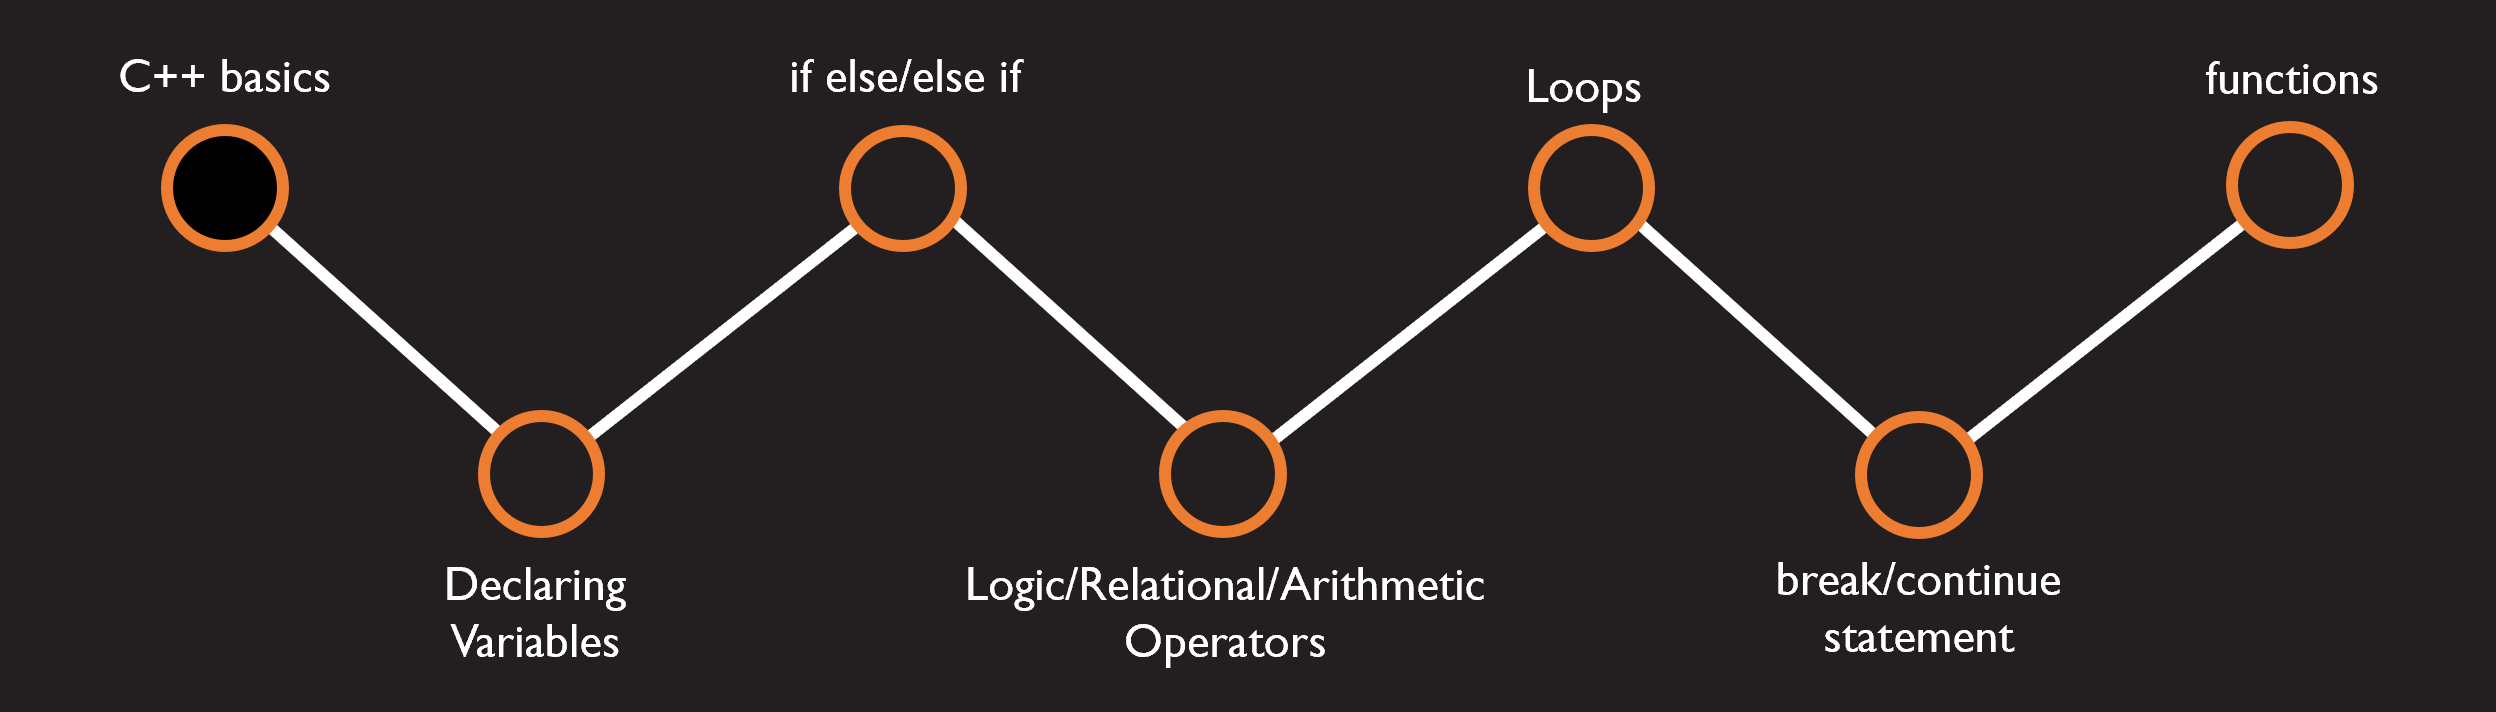 C++ basics
if else/else if
Loops
functions
Declaring
Variables
Logic/Relational/Arithmetic
Operators
break/continue
statement